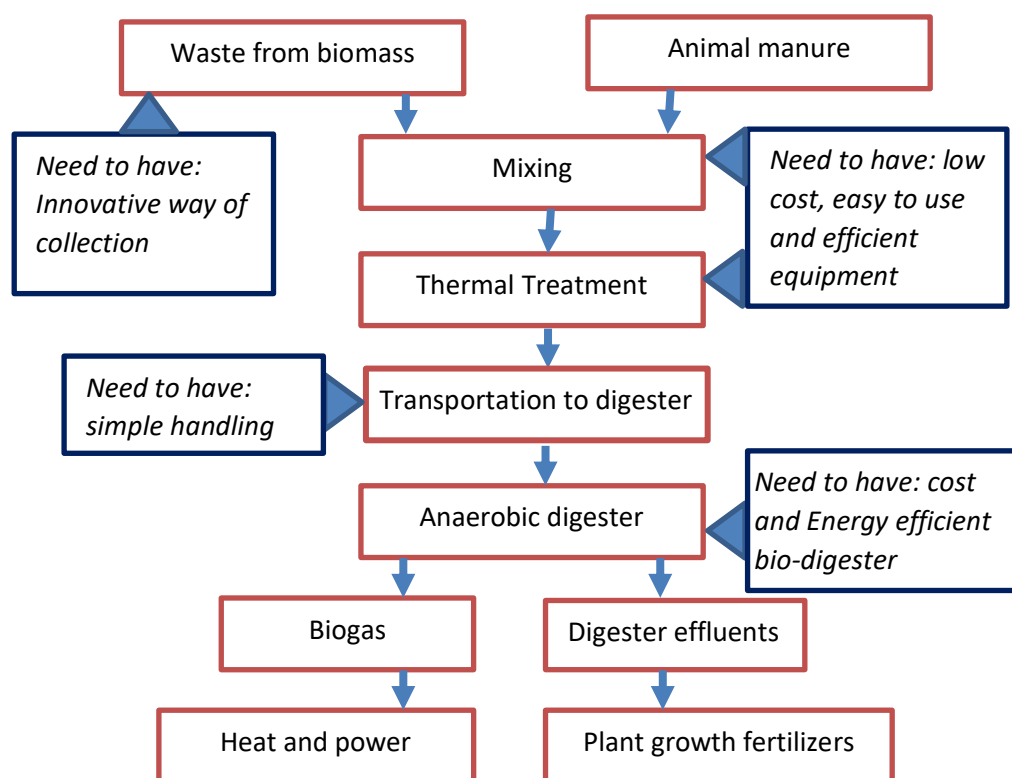 Waste from biomass
Animal manure
Need to have:
Innovative way of
collection
Mixing
Need to have: low
cost, easy to use
and efficient
equipment
Thermal Treatment
Need to have:
simple handling
Transportation to digester
Anaerobic digester
Need to have: cost
and Energy efficient
bio-digester
Biogas
Digester effluents
Heat and power
Plant growth fertilizers